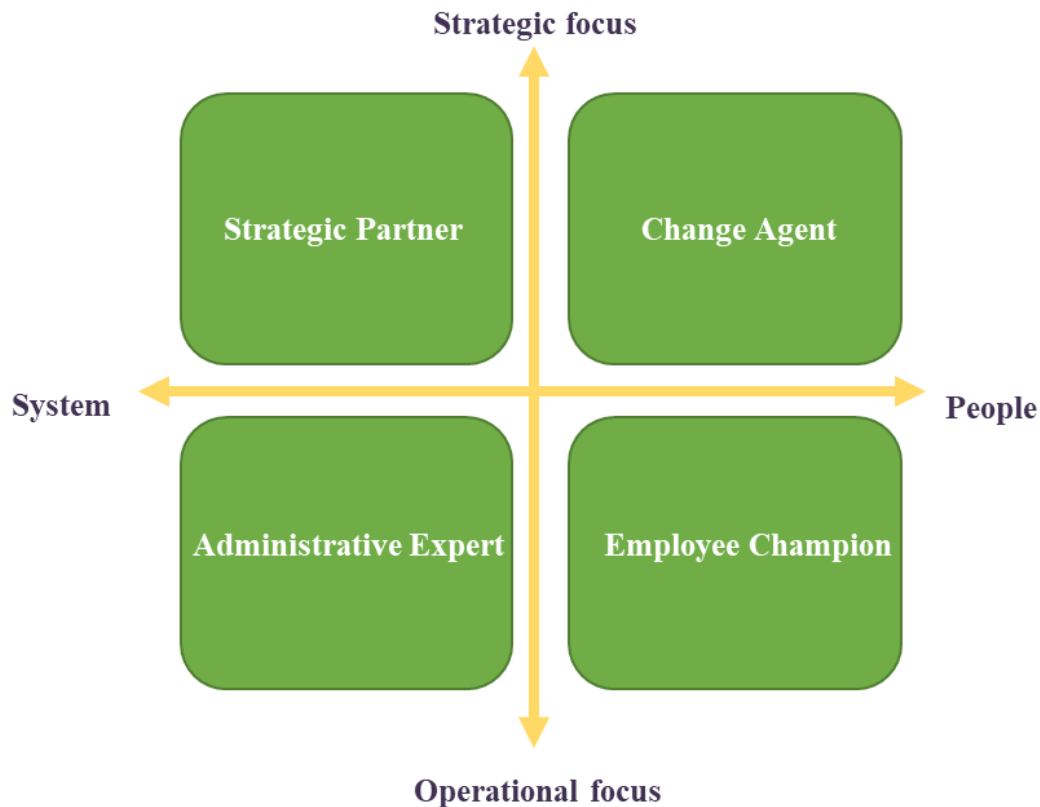 Strategic focus
Strategic Partner
Change Agent
System
People
Administrative Expert
Employee Champion
Operational focus